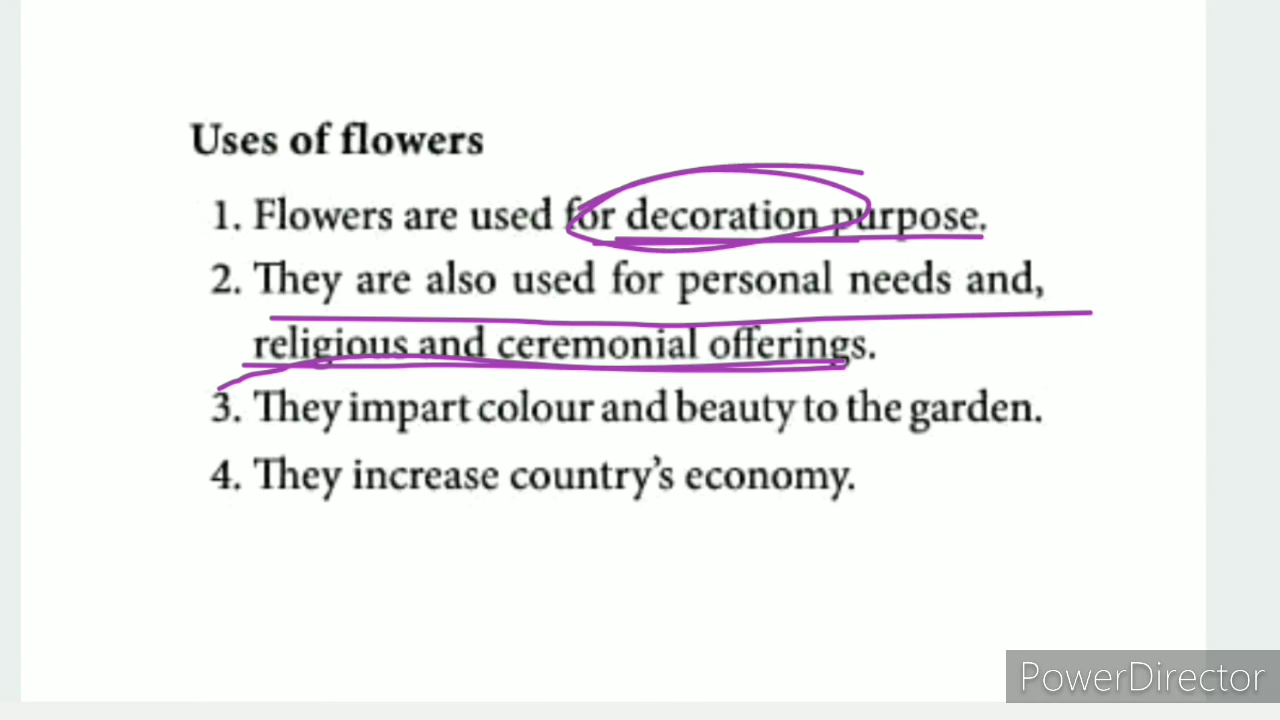 Uses of flowers
1. Flowers are used for decoration purpose.
2. They are also used for personal needs and,
religious and ceremonial offerings.
3. They impart colour and beauty to the garden.
4. They increase country's economy.
PowerDirector